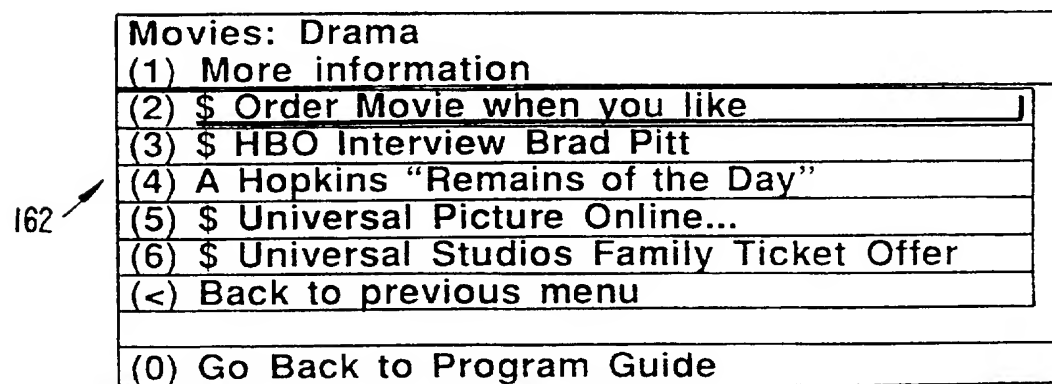 Movies: Drama
(1) More information
(2) $ Order Movie when you like
(3) $ HBO Interview Brad Pitt
(4) A Hopkins “Remains of the Day”
(5) $ Universal Picture Online...
(6) $ Universal Studios Family Ticket Offer
(<) Back to previous menu
(0) Go Back to Program Guide
162